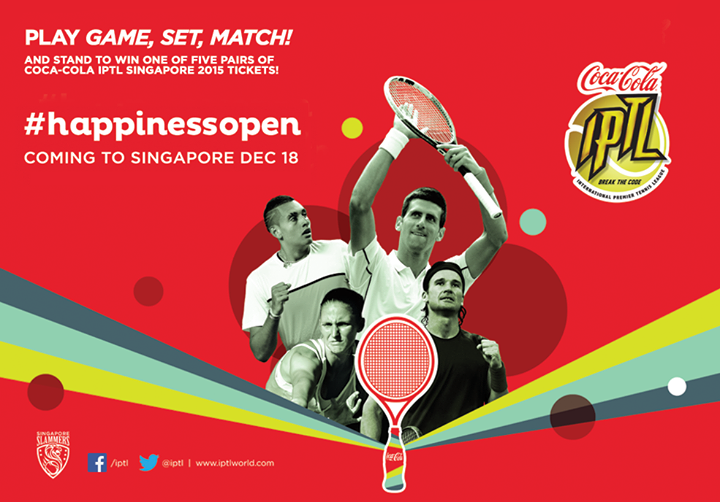 PLAY GAME, SET, MATCH!
AND STAND TO WIN ONE OF FIVE PAIRS OF
COCA-COLA IPTL SINGAPORE 2015 TICKETS!
#happinessopen
COMING TO SINGAPORE DEC 18
Coca-Cola
IPTL
BREAK THE CODE
INTERNATIONAL PREMIER TENNIS LEAGUE
Coca-Cola
SINGAPORE
SLAMMERS
f /iptl @iptl | www.iptlworld.com